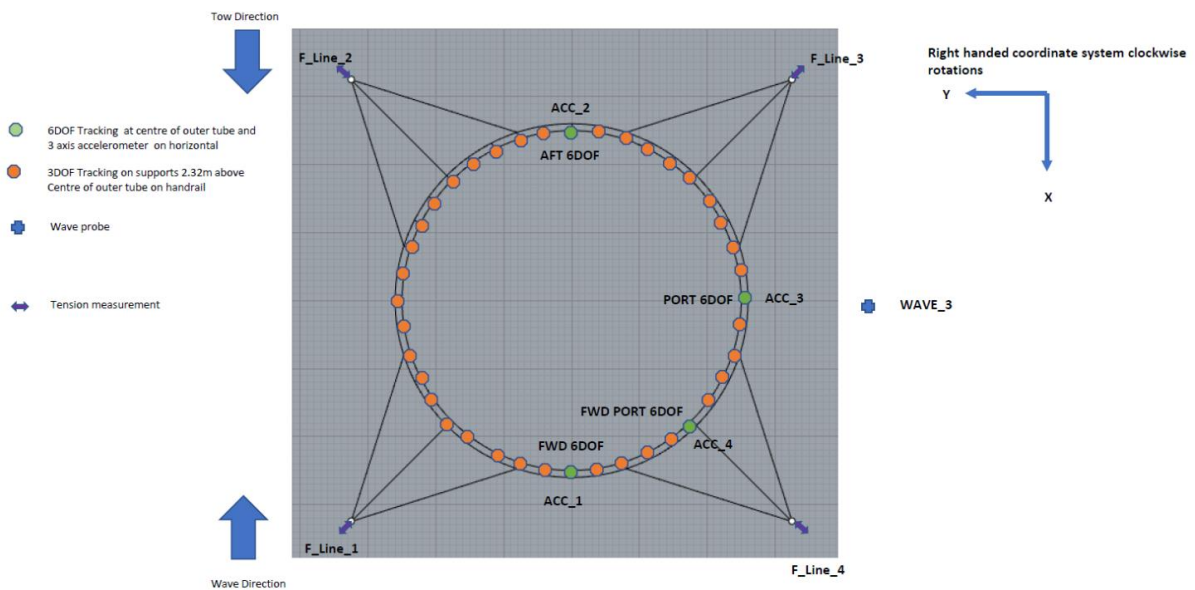 Tow Direction
F_Line_2
F_Line_3
Right handed coordinate system clockwise
rotations
Y
X
ACC_2
AFT 6DOF
6DOF Tracking at centre of outer tube and
3 axis accelerometer on horizontal
3DOF Tracking on supports 2.32m above
Centre of outer tube on handrail
Wave probe
Tension measurement
PORT 6DOF
ACC_3
WAVE_3
FWD PORT 6DOF
ACC_4
FWD 6DOF
ACC_1
F_Line_1
F_Line_4
Wave Direction